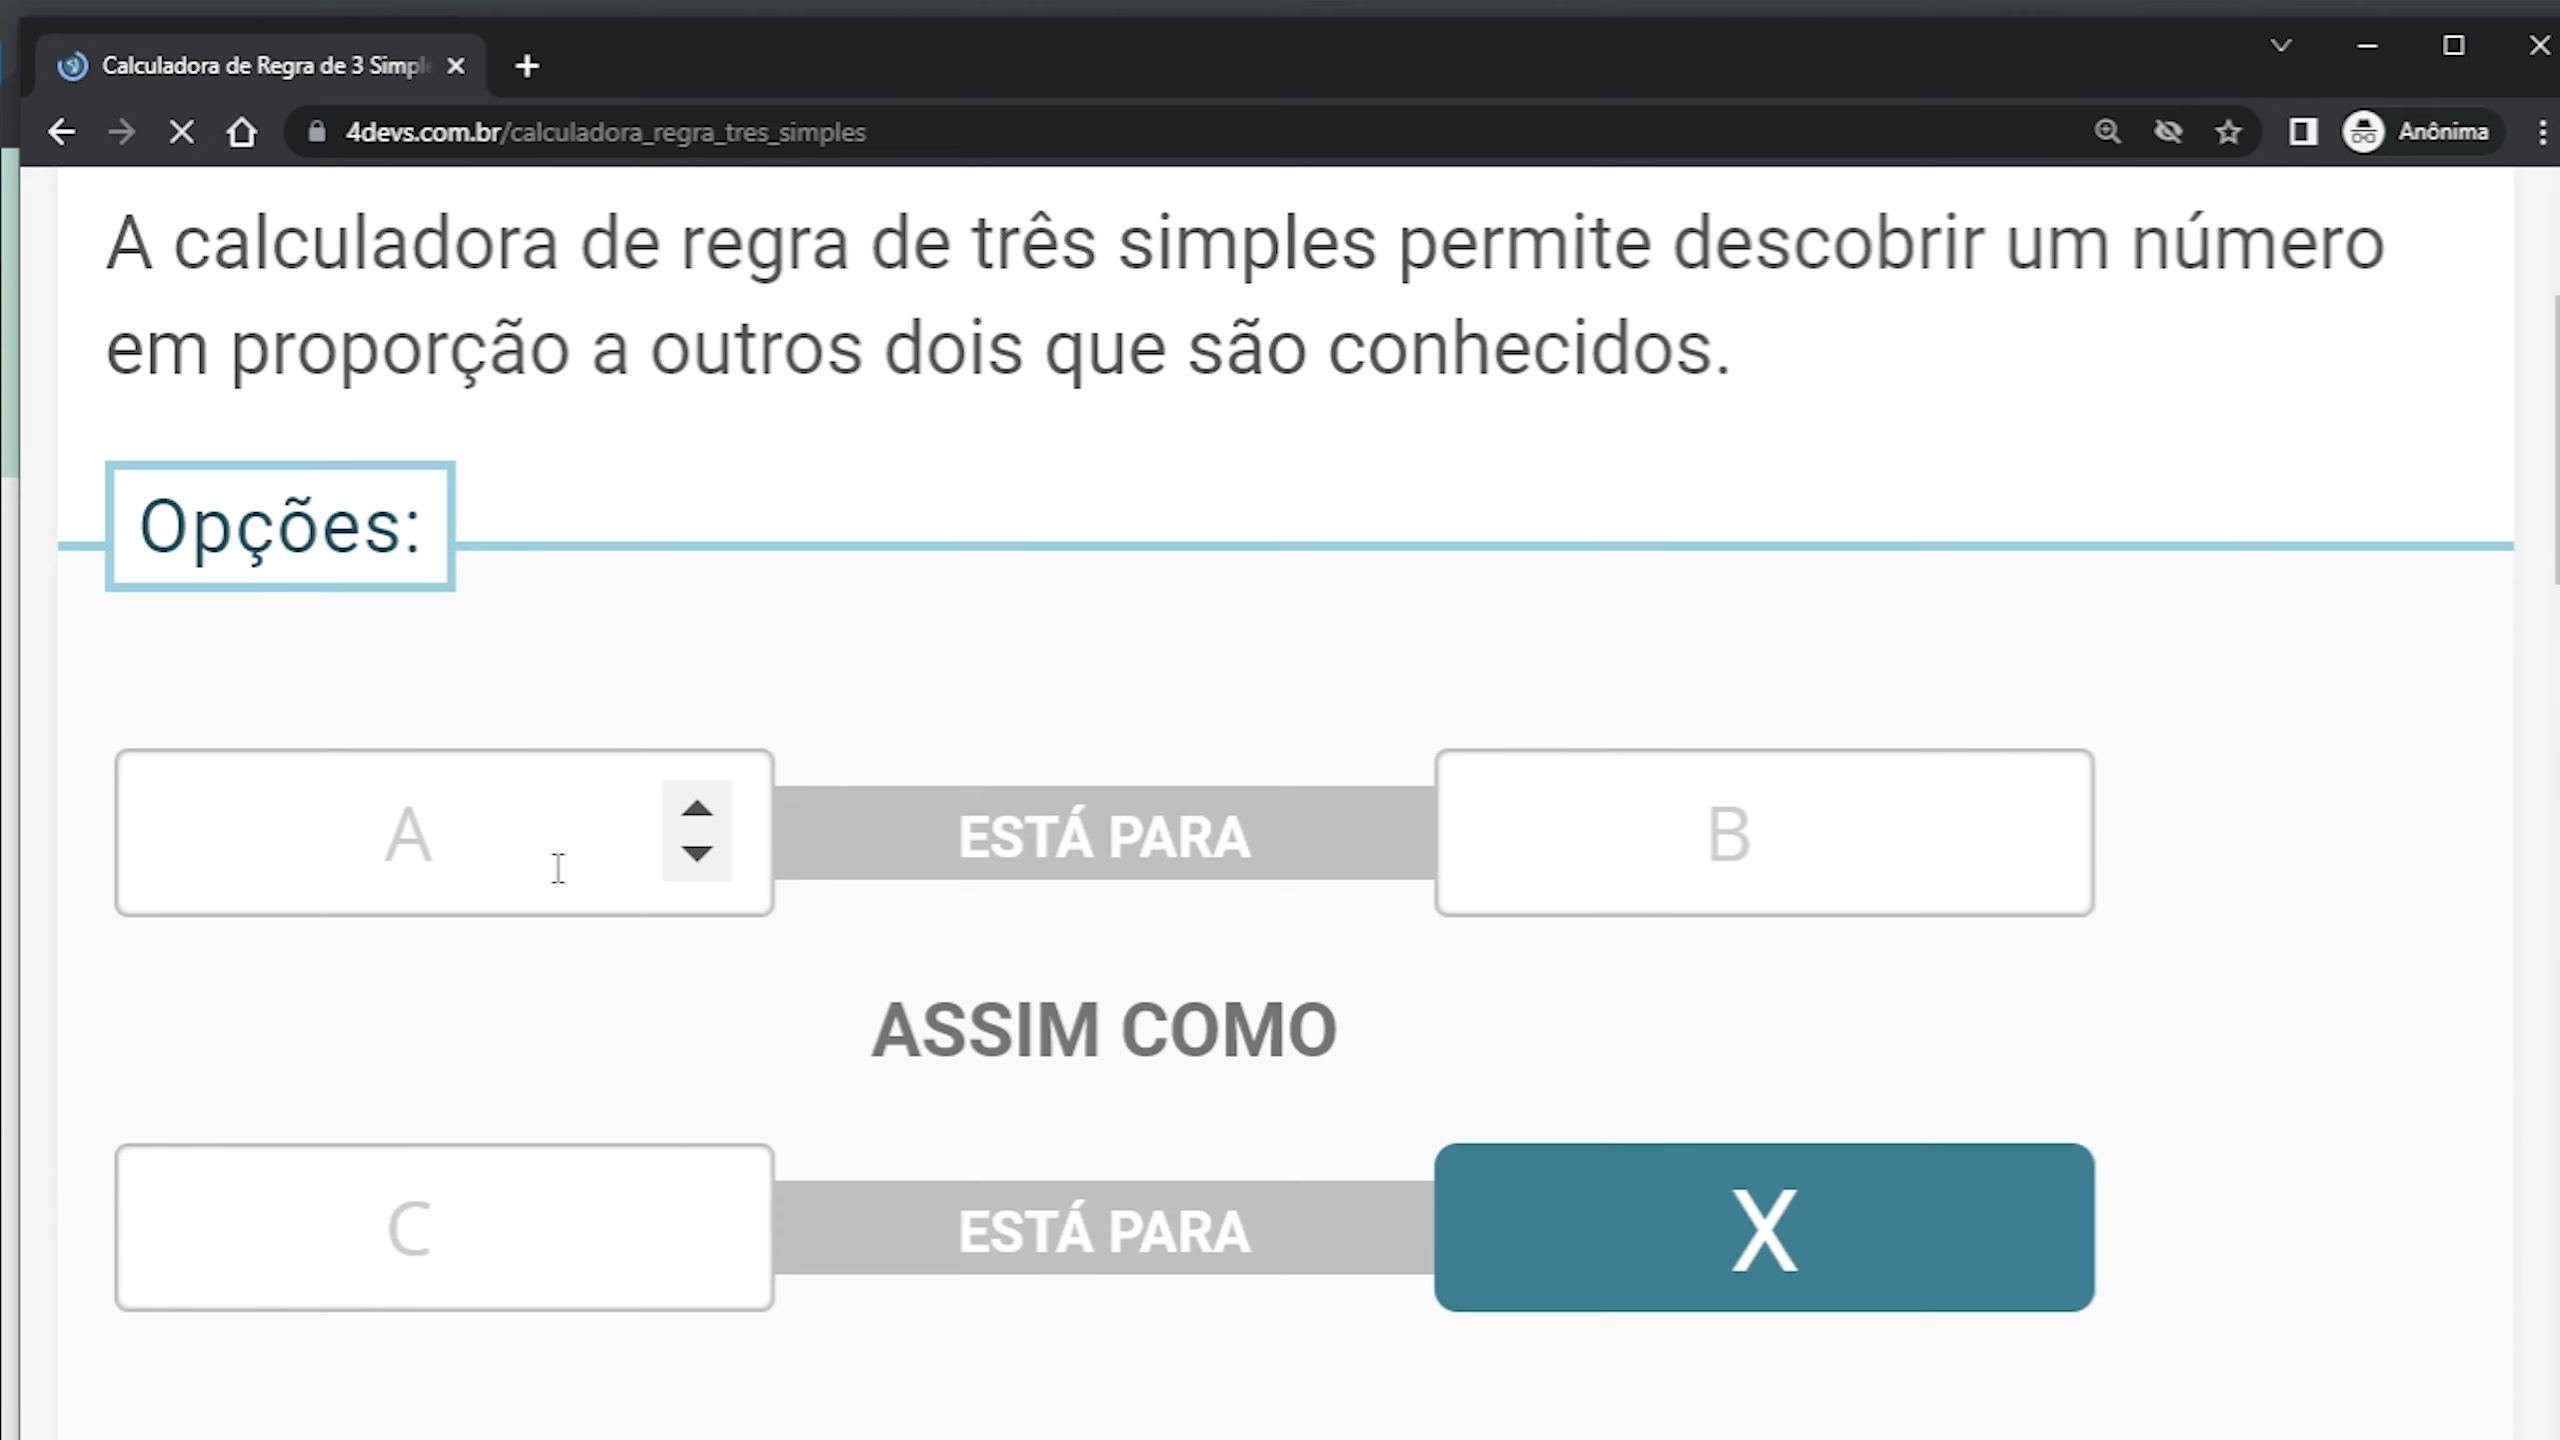 Calculadora de Regra de 3 Simpl
4devs.com.br/calculadora_regra_tres_simples
Anônima
A calculadora de regra de três simples permite descobrir um número
em proporção a outros dois que são conhecidos.
Opções:
A ESTÁ PARA B
ASSIM COMO
C ESTÁ PARA X